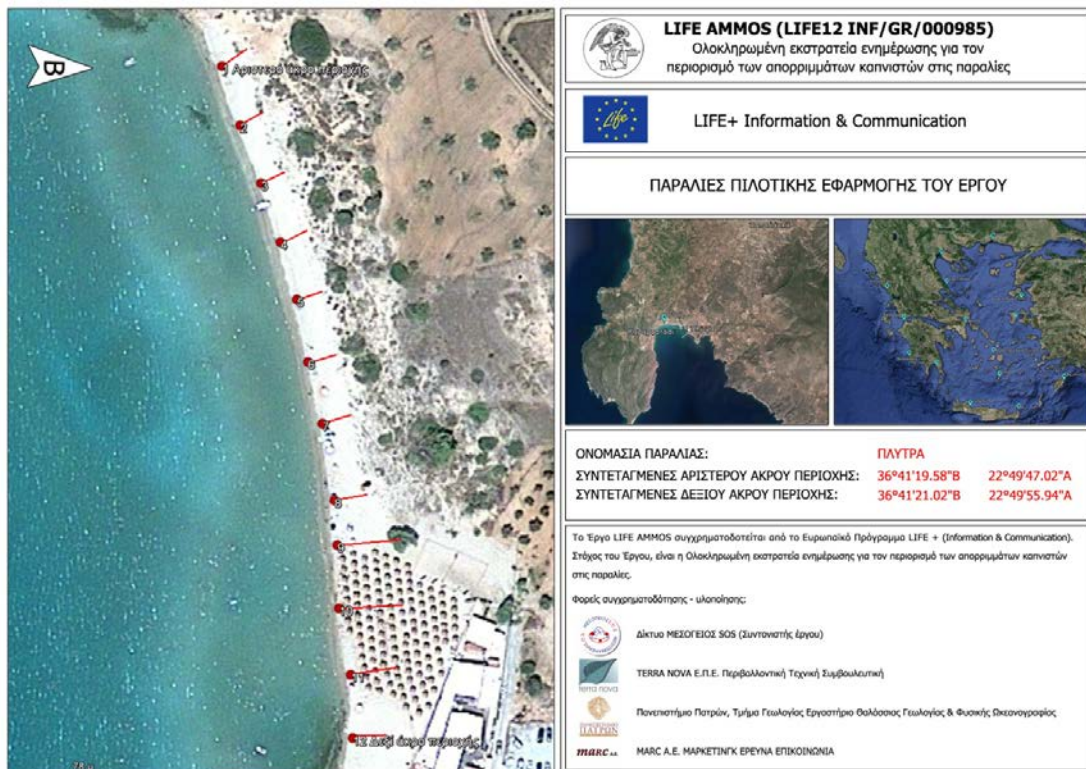 B
1 Αριστερό άκρο περιοχής
2
3
4
5
6
7
8
9
10
11
12 Δεξί άκρο περιοχής
LIFE AMMOS (LIFE12 INF/GR/000985)
Ολοκληρωμένη εκστρατεία ενημέρωσης για τον
περιορισμό των απορριμμάτων καπνιστών στις παραλίες
Life
LIFE+ Information & Communication
ΠΑΡΑΛΙΕΣ ΠΙΛΟΤΙΚΗΣ ΕΦΑΡΜΟΓΗΣ ΤΟΥ ΕΡΓΟΥ
ΟΝΟΜΑΣΙΑ ΠΑΡΑΛΙΑΣ: ΠΛΥΤΡΑ
ΣΥΝΤΕΤΑΓΜΕΝΕΣ ΑΡΙΣΤΕΡΟΥ ΑΚΡΟΥ ΠΕΡΙΟΧΗΣ: 36°41'19.58"Β 22°49'47.02"Α
ΣΥΝΤΕΤΑΓΜΕΝΕΣ ΔΕΞΙΟΥ ΑΚΡΟΥ ΠΕΡΙΟΧΗΣ: 36°41'21.02"Β 22°49'55.94"Α
Το Έργο LIFE AMMOS συγχρηματοδοτείται από το Ευρωπαϊκό Πρόγραμμα LIFE + (Information & Communication).
Στόχος του Έργου, είναι η Ολοκληρωμένη εκστρατεία ενημέρωσης για τον περιορισμό των απορριμμάτων καπνιστών
στις παραλίες.
Φορείς συγχρηματοδότησης - υλοποίησης:
Δίκτυο ΜΕΣΟΓΕΙΟΣ SOS (Συντονιστής έργου)
terra nova
TERRA NOVA Ε.Π.Ε. Περιβαλλοντική Τεχνική Συμβουλευτική
ΠΑΤΡΩΝ
Πανεπιστήμιο Πατρών, Τμήμα Γεωλογίας Εργαστήριο Θαλάσσιας Γεωλογίας & Φυσικής Ωκεανογραφίας
marc A.E.
MARC A.E. ΜΑΡΚΕΤΙΝΓΚ ΕΡΕΥΝΑ ΕΠΙΚΟΙΝΩΝΙΑ